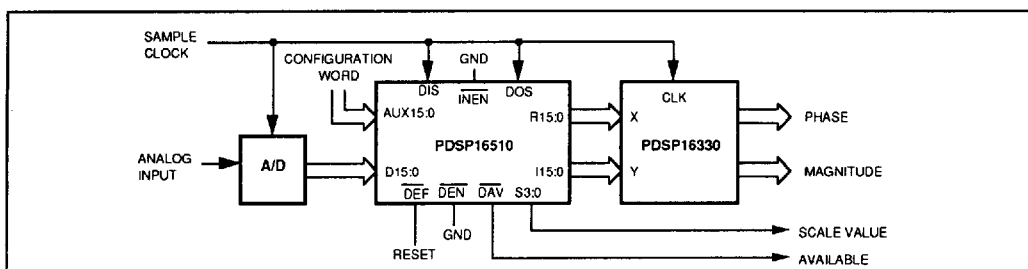 SAMPLE
CLOCK
CONFIGURATION
WORD
GND
DIS
INEN
DOS
CLK
AUX15:0
R15:0
X
PHASE
PDSP16510
PDSP16330
ANALOG
INPUT
A/D
D15:0
I15:0
Y
MAGNITUDE
DEF
DEN
DAV
S3:0
RESET
GND
SCALE VALUE
AVAILABLE